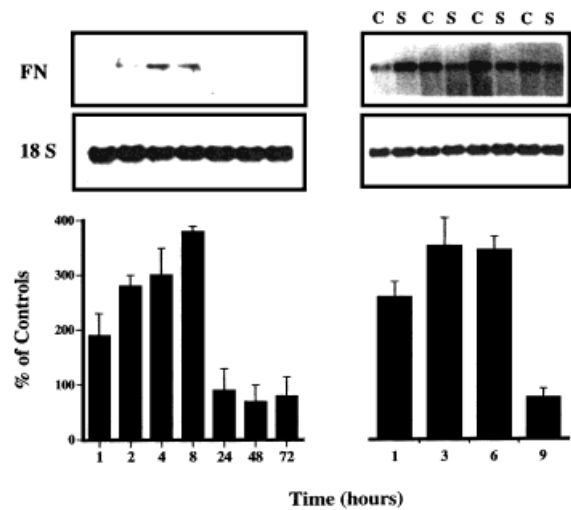 C S C S C S C S
FN
18 S
% of Controls
400
300
200
100
0
1 2 4 8 24 48 72
1 3 6 9
Time (hours)